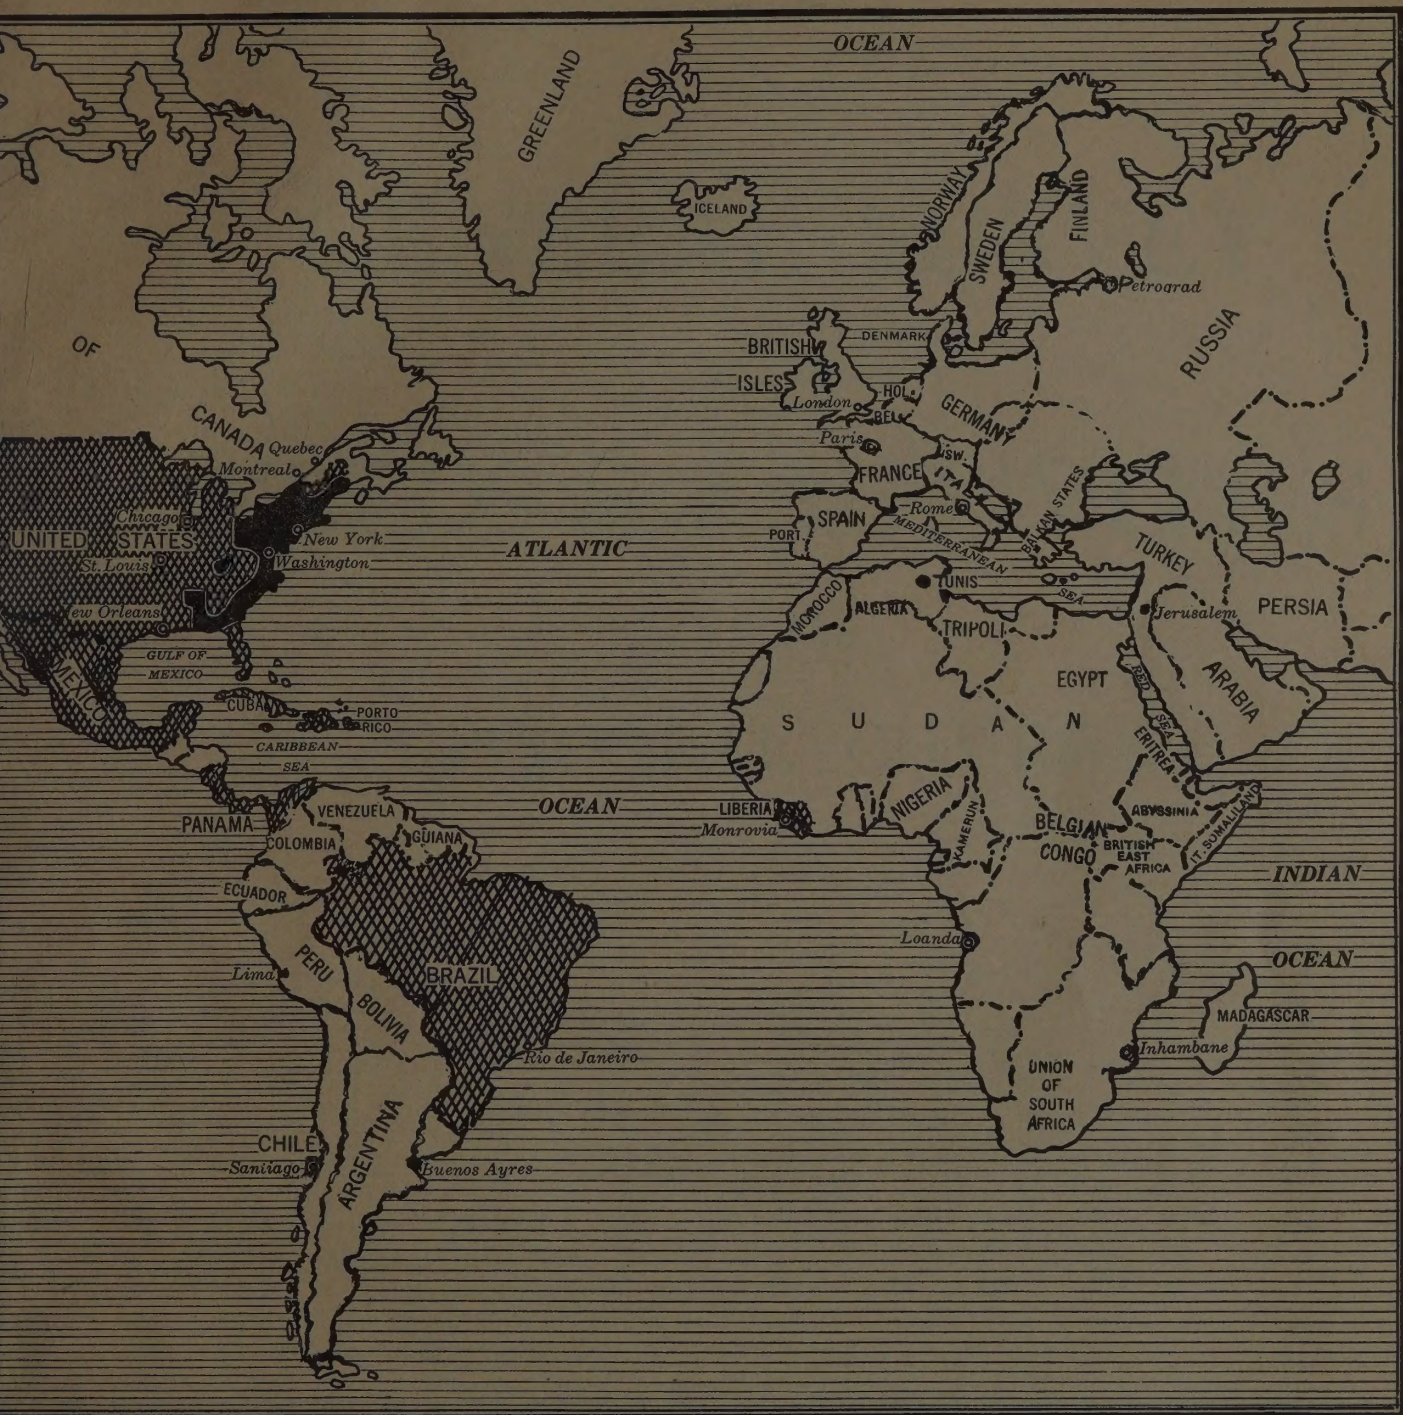 OCEAN
GREENLAND
ICELAND
NORWAY
SWEDEN
FINLAND
Petrograd
RUSSIA
OF
CANADA
Quebec
Montreal
BRITISH
ISLES
London
DENMARK
HOL.
BEL.
GERMANY
Paris
FRANCE
SW.
ITALY
Rome
SPAIN
PORT.
BALKAN STATES
MEDITERRANEAN
SEA
TURKEY
PERSIA
Jerusalem
ARABIA
UNITED STATES
Chicago
St. Louis
New York
Washington
ew Orleans
GULF OF
MEXICO
MEXICO
CUBA
PORTO
RICO
CARIBBEAN
SEA
ATLANTIC
OCEAN
MOROCCO
ALGERIA
TUNIS
TRIPOLI
EGYPT
RED
SEA
SUDAN
ERITREA
ABYSSINIA
IT. SOMALILAND
LIBERIA
Monrovia
NIGERIA
KAMERUN
BELGIAN
CONGO
BRITISH
EAST
AFRICA
Loanda
UNION
OF
SOUTH
AFRICA
Inhambane
MADAGASCAR
INDIAN
OCEAN
PANAMA
VENEZUELA
COLOMBIA
GUIANA
ECUADOR
PERU
Lima
BRAZIL
BOLIVIA
Rio de Janeiro
CHILE
Santiago
ARGENTINA
Buenos Ayres